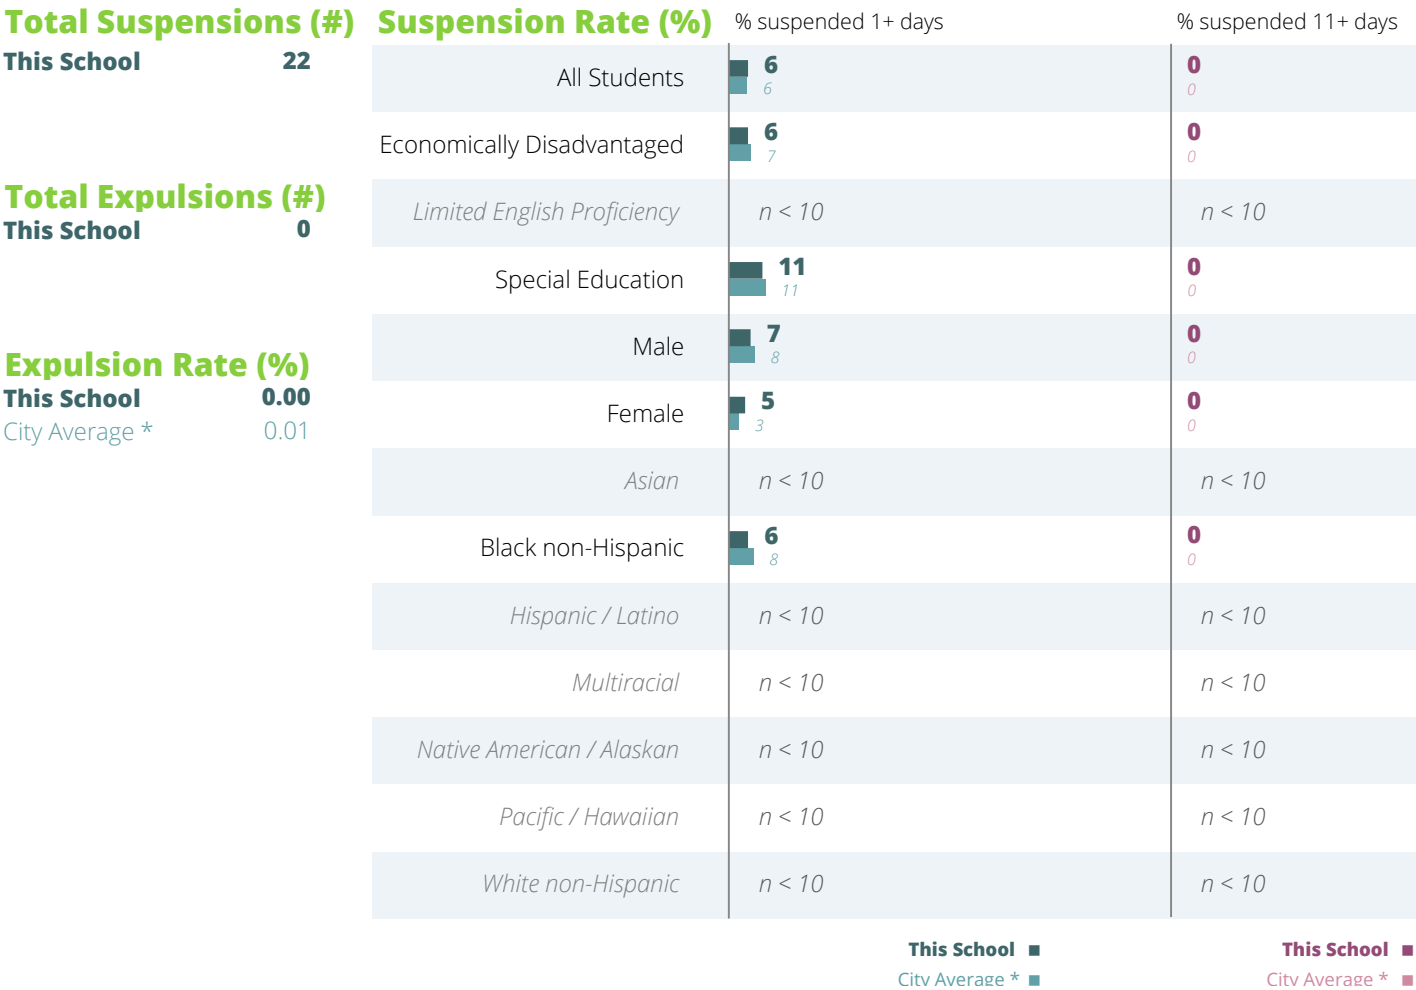 Total Suspensions (#)
This School 22
Total Expulsions (#)
This School 0
Expulsion Rate (%)
This School 0.00
City Average * 0.01
Suspension Rate (%) % suspended 1+ days % suspended 11+ days
All Students 6 0
6 0
Economically Disadvantaged 6 0
7 0
Limited English Proficiency n < 10 n < 10
Special Education 11 0
11 0
Male 7 0
8 0
Female 5 0
3 0
Asian n < 10 n < 10
Black non-Hispanic 6 0
8 0
Hispanic / Latino n < 10 n < 10
Multiracial n < 10 n < 10
Native American / Alaskan n < 10 n < 10
Pacific / Hawaiian n < 10 n < 10
White non-Hispanic n < 10 n < 10
This School This School
City Average * City Average *